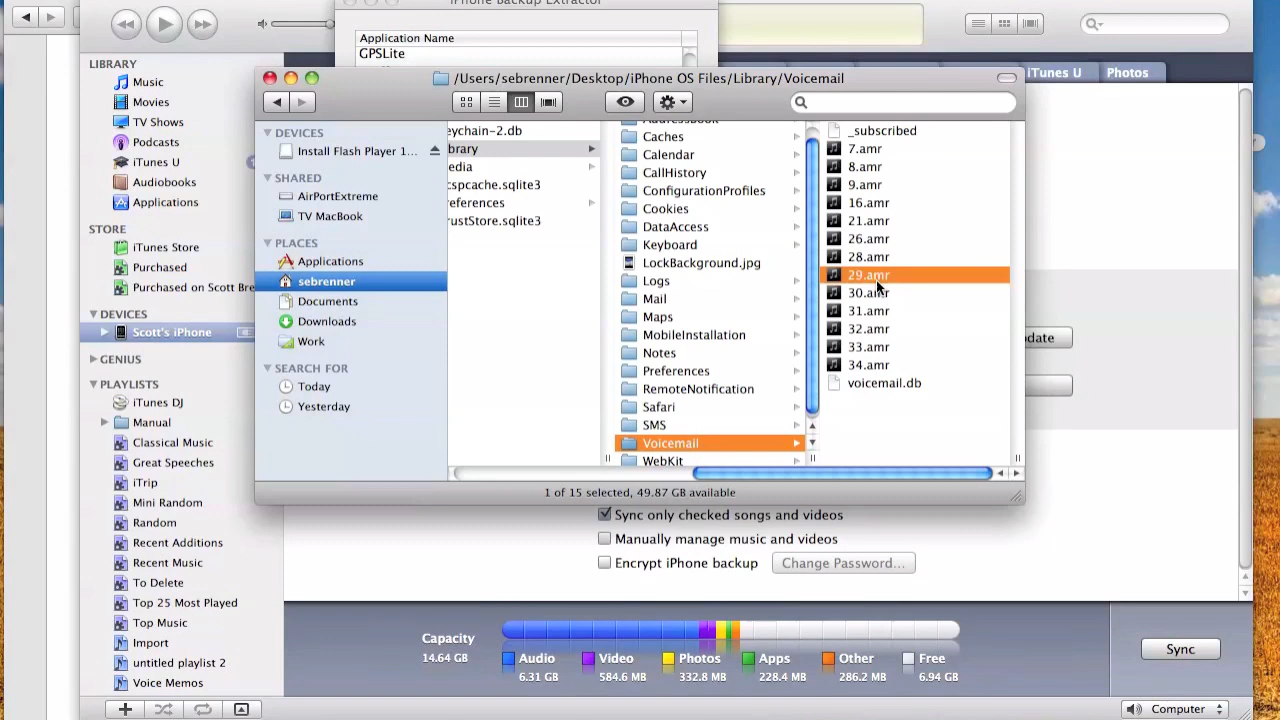 iPhone Backup Extractor
Application Name
GPSLite
iTunes U
Photos
/Users/sebrenner/Desktop/iPhone OS Files/Library/Voicemail
LIBRARY
Music
Movies
TV Shows
Podcasts
iTunes U
Audiobooks
Applications
STORE
iTunes Store
Purchased
Purchased on Scott Bre
DEVICES
Scott's iPhone
GENIUS
PLAYLISTS
iTunes DJ
Manual
Classical Music
Great Speeches
iTrip
Mini Random
Random
Recent Additions
Recent Music
To Delete
Top 25 Most Played
Top Music
Import
untitled playlist 2
Voice Memos
DEVICES
Install Flash Player 1...
SHARED
AirPortExtreme
TV MacBook
PLACES
Applications
sebrenner
Documents
Downloads
Work
SEARCH FOR
Today
Yesterday
eychain-2.db
brary
edia
cspcache.sqlite3
eferences
rustStore.sqlite3
AddressBook
Caches
Calendar
CallHistory
ConfigurationProfiles
Cookies
DataAccess
Keyboard
LockBackground.jpg
Logs
Mail
Maps
MobileInstallation
Notes
Preferences
RemoteNotification
Safari
SMS
Voicemail
WebKit
_subscribed
7.amr
8.amr
9.amr
16.amr
21.amr
26.amr
28.amr
29.amr
30.amr
31.amr
32.amr
33.amr
34.amr
voicemail.db
1 of 15 selected, 49.87 GB available
date
Sync only checked songs and videos
Manually manage music and videos
Encrypt iPhone backup
Change Password...
Capacity
14.64 GB
Audio
6.31 GB
Video
584.6 MB
Photos
332.8 MB
Apps
228.4 MB
Other
286.2 MB
Free
6.94 GB
Sync
Computer